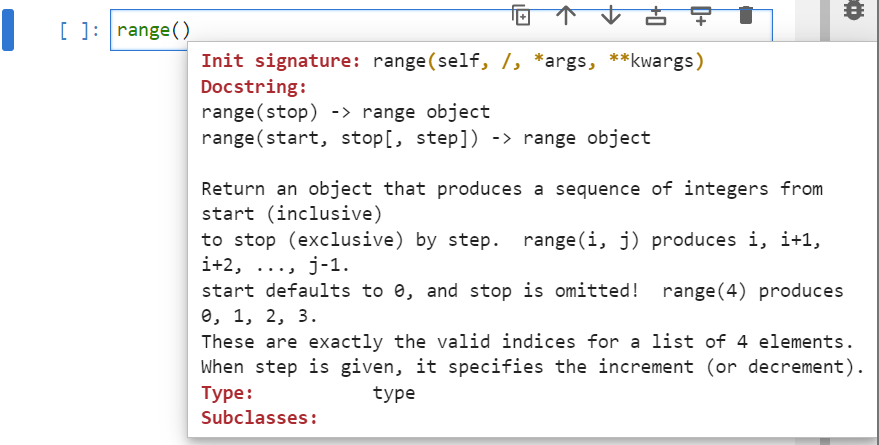 [ ]: range()
Init signature: range(self, /, *args, **kwargs)
Docstring:
range(stop) -> range object
range(start, stop[, step]) -> range object
Return an object that produces a sequence of integers from
start (inclusive)
to stop (exclusive) by step.  range(i, j) produces i, i+1,
i+2, ..., j-1.
start defaults to 0, and stop is omitted!  range(4) produces
0, 1, 2, 3.
These are exactly the valid indices for a list of 4 elements.
When step is given, it specifies the increment (or decrement).
Type:           type
Subclasses: